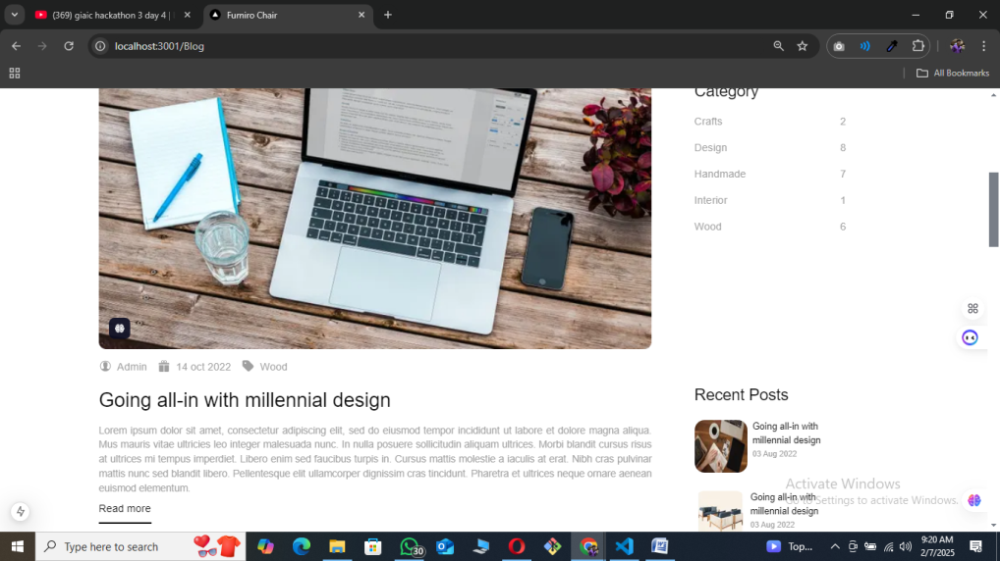 (369) giaic hackathon 3 day 4 |
Furniro Chair
localhost:3001/Blog
All Bookmarks
Category
Crafts 2
Design 8
Handmade 7
Interior 1
Wood 6
Admin 14 oct 2022 Wood
Going all-in with millennial design
Lorem ipsum dolor sit amet, consectetur adipiscing elit, sed do eiusmod tempor incididunt ut labore et dolore magna aliqua.
Mus mauris vitae ultricies leo integer malesuada nunc. In nulla posuere sollicitudin aliquam ultrices. Morbi blandit cursus risus
at ultrices mi tempus imperdiet. Libero enim sed faucibus turpis in. Cursus mattis molestie a iaculis at erat. Nibh cras pulvinar
mattis nunc sed blandit libero. Pellentesque elit ullamcorper dignissim cras tincidunt. Pharetra et ultrices neque ornare aenean
euismod elementum.
Read more
Recent Posts
Going all-in with
millennial design
03 Aug 2022
Going all-in with
millennial design
03 Aug 2022
Activate Windows
Go to Settings to activate Windows.
Type here to search
30
Top...
9:20 AM
2/7/2025